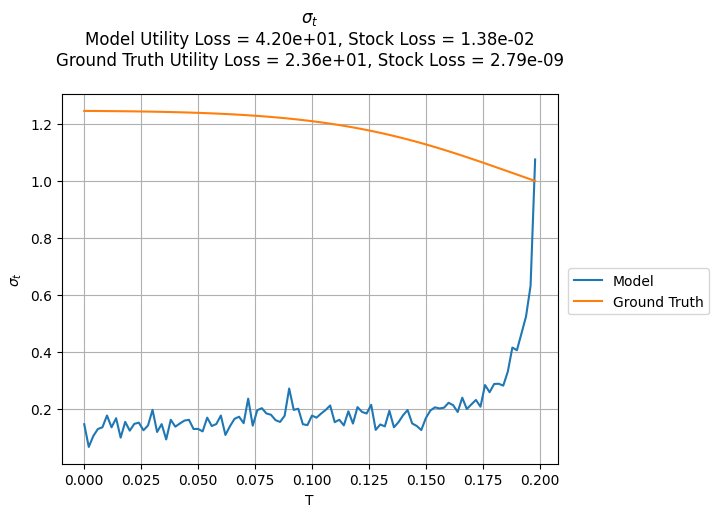 σt
Model Utility Loss = 4.20e+01, Stock Loss = 1.38e-02
Ground Truth Utility Loss = 2.36e+01, Stock Loss = 2.79e-09
1.2
1.0
0.8
0.6
0.4
0.2
σt
0.000 0.025 0.050 0.075 0.100 0.125 0.150 0.175 0.200
T
Model
Ground Truth